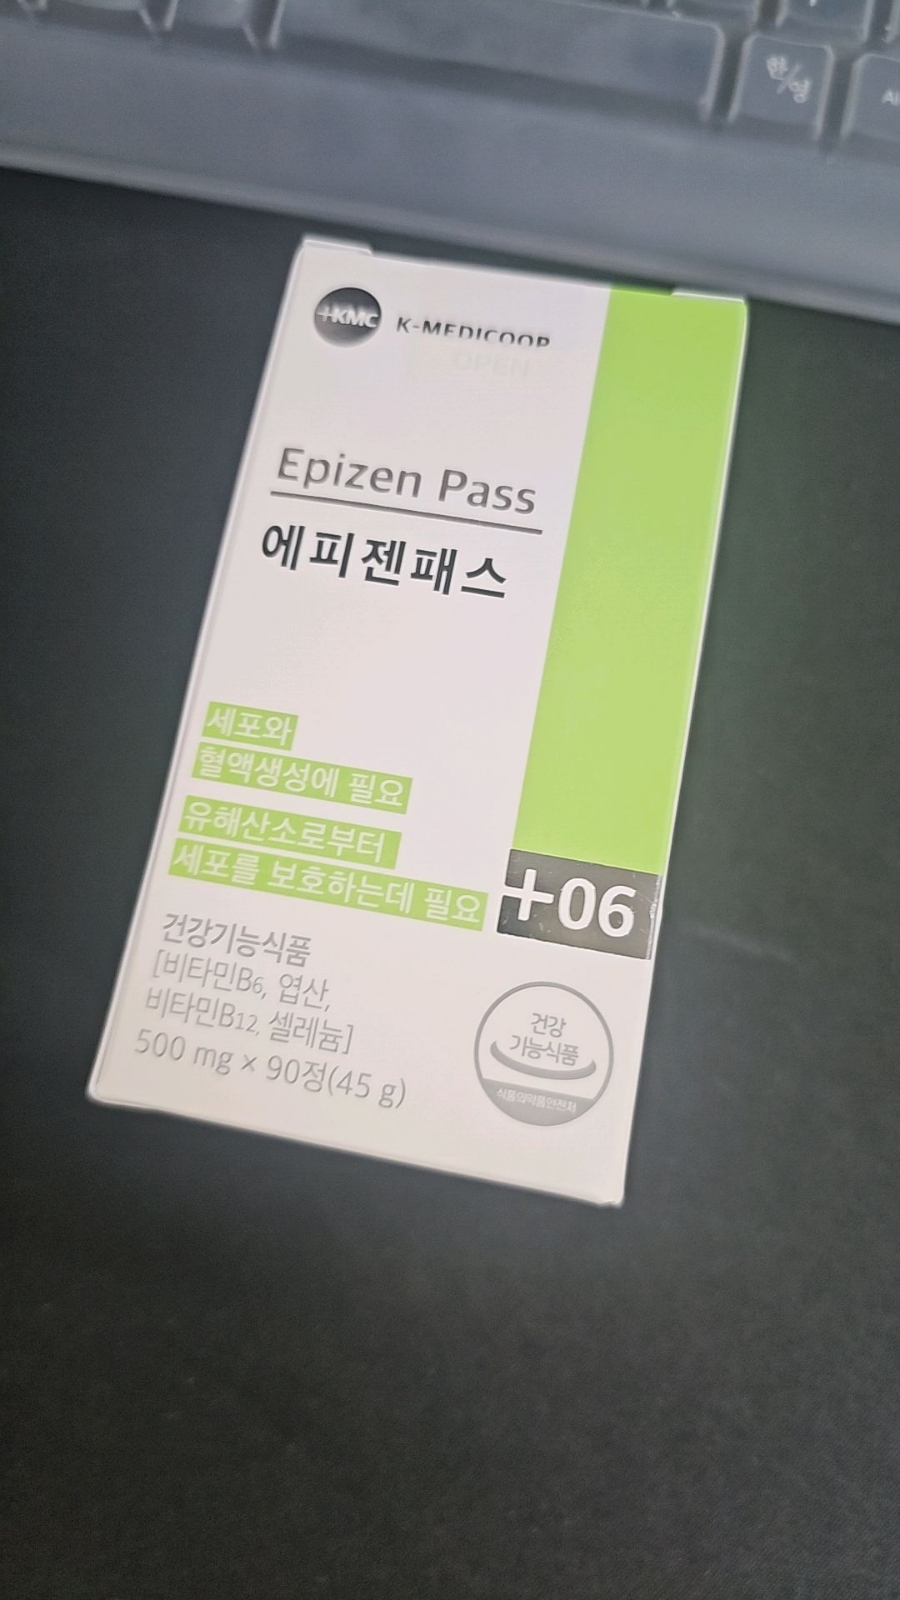 한/영
+KMC
K-MEDICOOP
OPEN
Epizen Pass
에피젠패스
세포와
혈액생성에 필요
유해산소로부터
세포를 보호하는데 필요
+06
건강기능식품
[비타민B6, 엽산,
비타민B12, 셀레늄]
500 mg × 90정(45 g)
건강
기능식품
식품의약품안전처